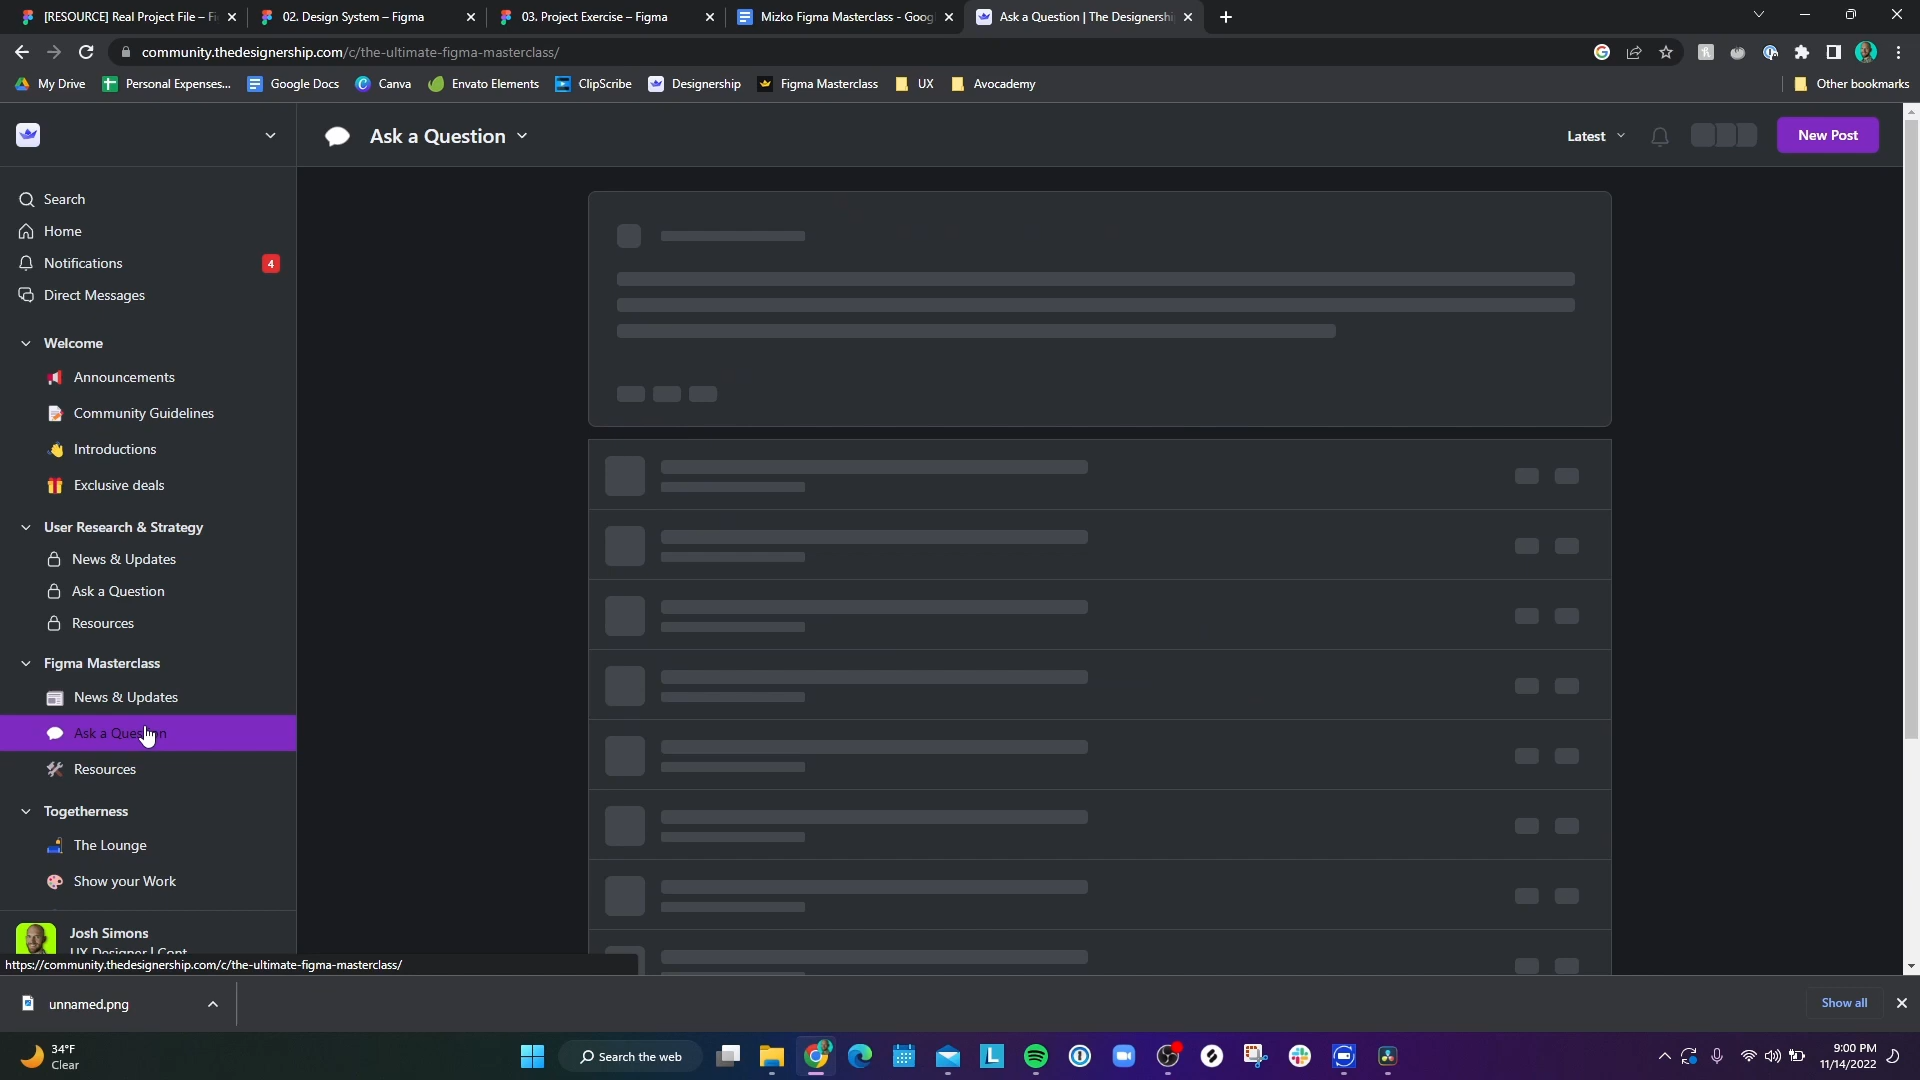 [RESOURCE] Real Project File – Fi
02. Design System – Figma
03. Project Exercise – Figma
Mizko Figma Masterclass - Goog
Ask a Question | The Designershi
community.thedesignership.com/c/the-ultimate-figma-masterclass/
My Drive
Personal Expenses...
Google Docs
Canva
Envato Elements
ClipScribe
Designership
Figma Masterclass
UX
Avocademy
Other bookmarks
Ask a Question
Latest
New Post
Search
Home
Notifications
4
Direct Messages
Welcome
Announcements
Community Guidelines
Introductions
Exclusive deals
User Research & Strategy
News & Updates
Ask a Question
Resources
Figma Masterclass
News & Updates
Ask a Question
Resources
Togetherness
The Lounge
Show your Work
Josh Simons
UX Designer | Cont
https://community.thedesignership.com/c/the-ultimate-figma-masterclass/
unnamed.png
Show all
34°F
Clear
Search the web
9:00 PM
11/14/2022